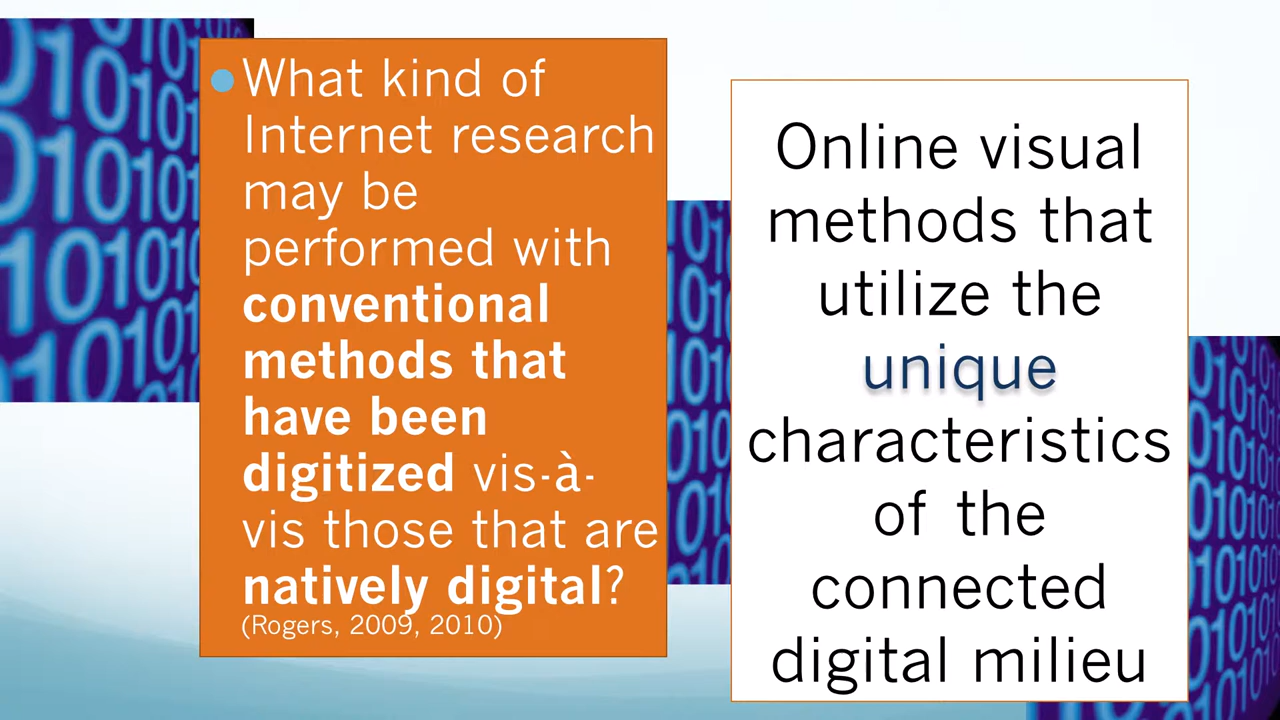 What kind of
Internet research
may be
performed with
conventional
methods that
have been
digitized vis-à-
vis those that are
natively digital?
(Rogers, 2009, 2010)
Online visual
methods that
utilize the
unique
characteristics
of the
connected
digital milieu